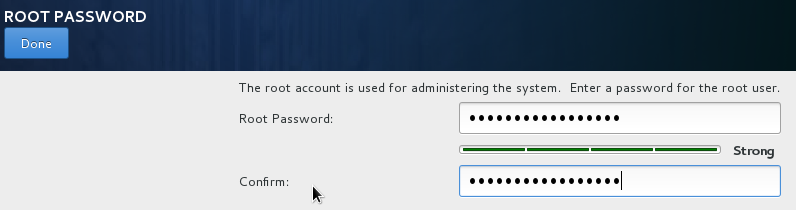 ROOT PASSWORD
Done
The root account is used for administering the system.  Enter a password for the root user.
Root Password: •••••••••••••••••
Strong
Confirm: •••••••••••••••••